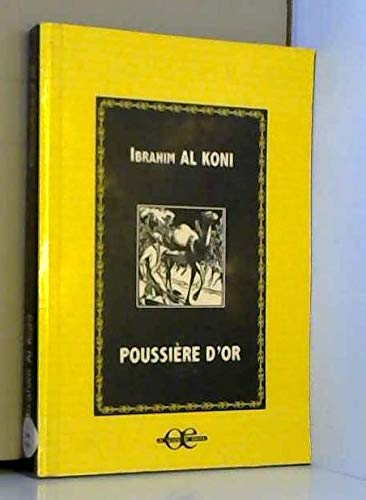 IBRAHIM AL KONI
POUSSIÈRE D'OR